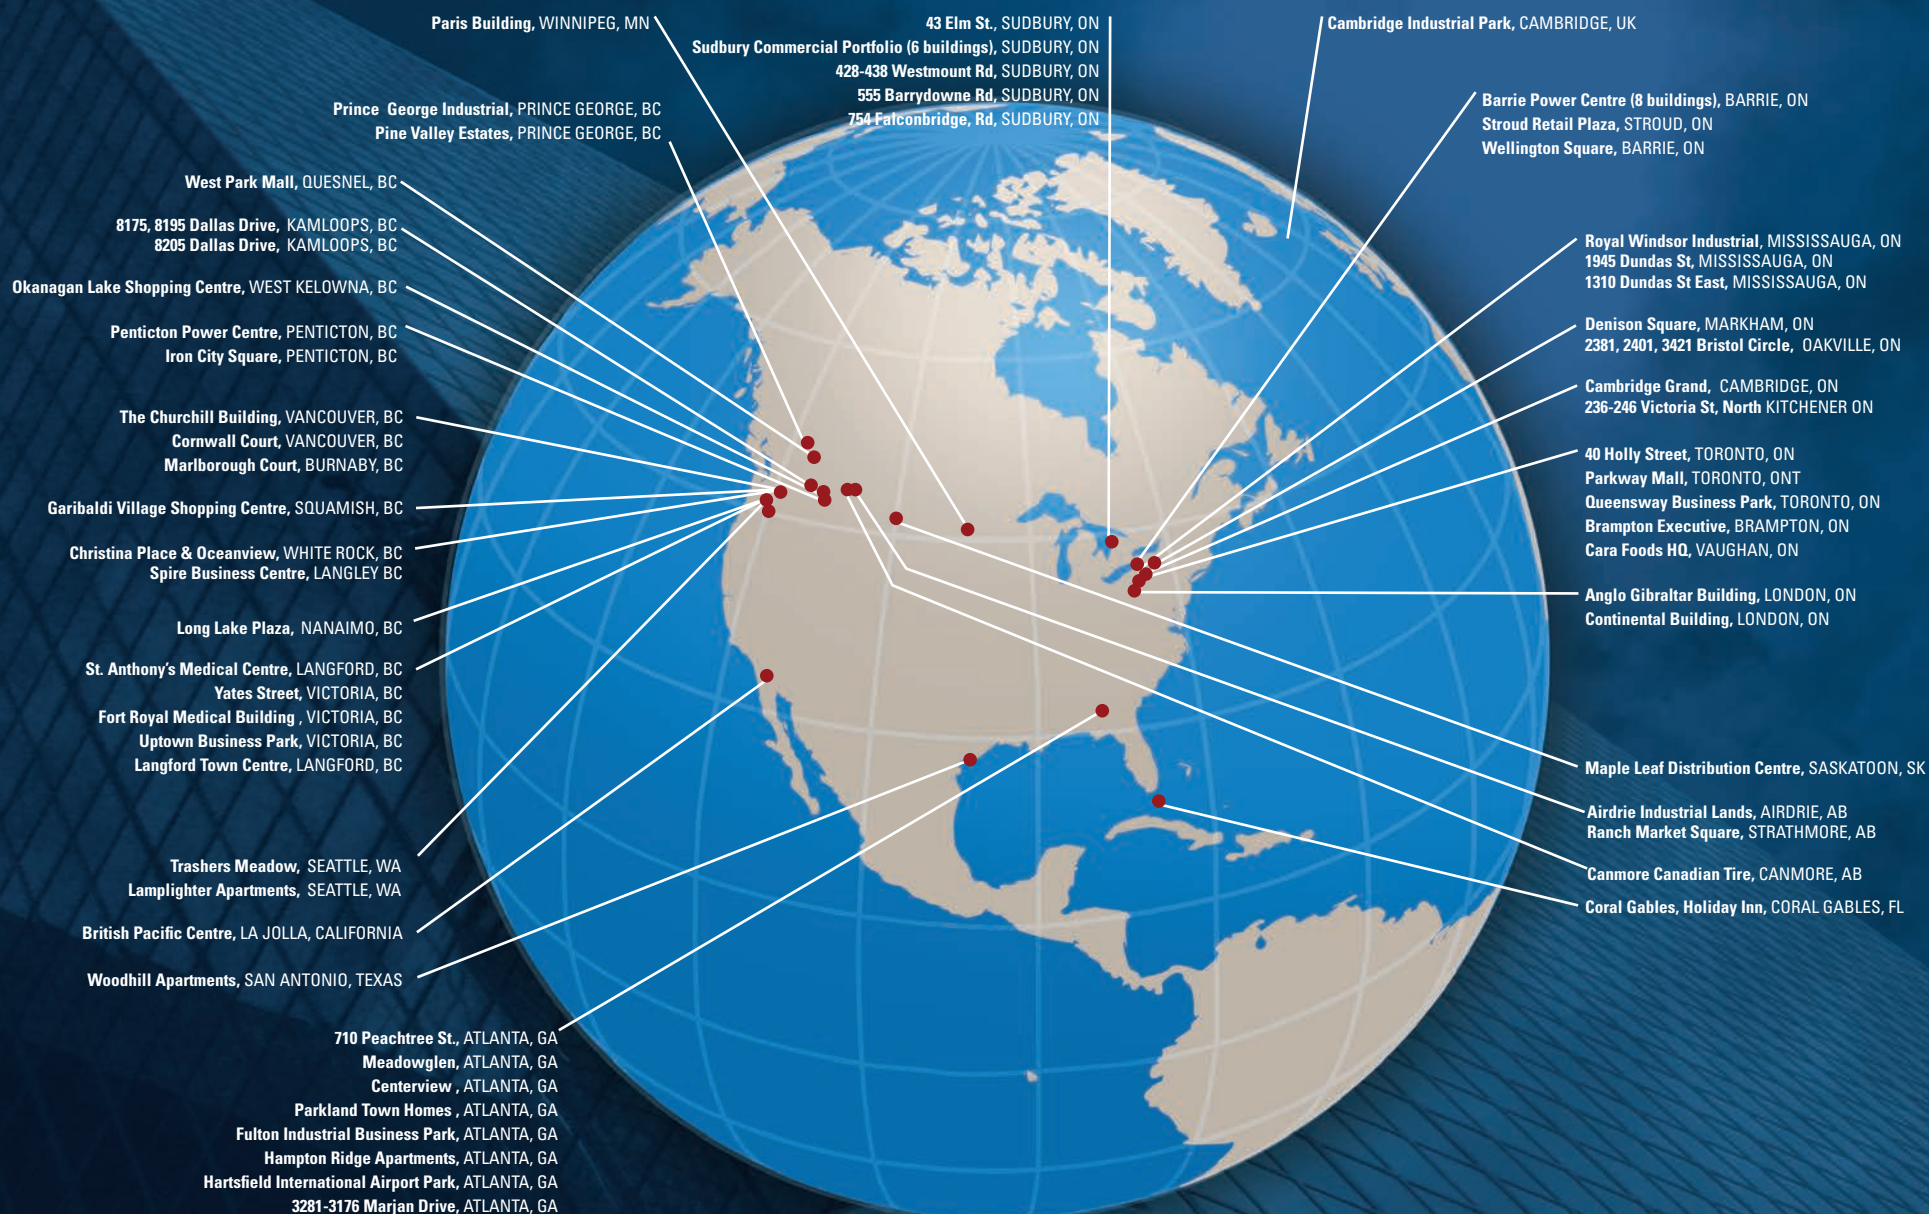 Paris Building, WINNIPEG, MN
43 Elm St., SUDBURY, ON
Sudbury Commercial Portfolio (6 buildings), SUDBURY, ON
428-438 Westmount Rd, SUDBURY, ON
555 Barrydowne Rd, SUDBURY, ON
754 Falconbridge, Rd, SUDBURY, ON
Cambridge Industrial Park, CAMBRIDGE, UK
Prince George Industrial, PRINCE GEORGE, BC
Pine Valley Estates, PRINCE GEORGE, BC
West Park Mall, QUESNEL, BC
8175, 8195 Dallas Drive, KAMLOOPS, BC
8205 Dallas Drive, KAMLOOPS, BC
Okanagan Lake Shopping Centre, WEST KELOWNA, BC
Penticton Power Centre, PENTICTON, BC
Iron City Square, PENTICTON, BC
The Churchill Building, VANCOUVER, BC
Cornwall Court, VANCOUVER, BC
Marlborough Court, BURNABY, BC
Garibaldi Village Shopping Centre, SQUAMISH, BC
Christina Place & Oceanview, WHITE ROCK, BC
Spire Business Centre, LANGLEY BC
Long Lake Plaza, NANAIMO, BC
St. Anthony's Medical Centre, LANGFORD, BC
Yates Street, VICTORIA, BC
Fort Royal Medical Building , VICTORIA, BC
Uptown Business Park, VICTORIA, BC
Langford Town Centre, LANGFORD, BC
Trashers Meadow, SEATTLE, WA
Lamplighter Apartments, SEATTLE, WA
British Pacific Centre, LA JOLLA, CALIFORNIA
Woodhill Apartments, SAN ANTONIO, TEXAS
710 Peachtree St., ATLANTA, GA
Meadowglen, ATLANTA, GA
Centerview , ATLANTA, GA
Parkland Town Homes , ATLANTA, GA
Fulton Industrial Business Park, ATLANTA, GA
Hampton Ridge Apartments, ATLANTA, GA
Hartsfield International Airport Park, ATLANTA, GA
3281-3176 Marjan Drive, ATLANTA, GA
Barrie Power Centre (8 buildings), BARRIE, ON
Stroud Retail Plaza, STROUD, ON
Wellington Square, BARRIE, ON
Royal Windsor Industrial, MISSISSAUGA, ON
1945 Dundas St, MISSISSAUGA, ON
1310 Dundas St East, MISSISSAUGA, ON
Denison Square, MARKHAM, ON
2381, 2401, 3421 Bristol Circle, OAKVILLE, ON
Cambridge Grand, CAMBRIDGE, ON
236-246 Victoria St, North KITCHENER ON
40 Holly Street, TORONTO, ON
Parkway Mall, TORONTO, ONT
Queensway Business Park, TORONTO, ON
Brampton Executive, BRAMPTON, ON
Cara Foods HQ, VAUGHAN, ON
Anglo Gibraltar Building, LONDON, ON
Continental Building, LONDON, ON
Maple Leaf Distribution Centre, SASKATOON, SK
Airdrie Industrial Lands, AIRDRIE, AB
Ranch Market Square, STRATHMORE, AB
Canmore Canadian Tire, CANMORE, AB
Coral Gables, Holiday Inn, CORAL GABLES, FL